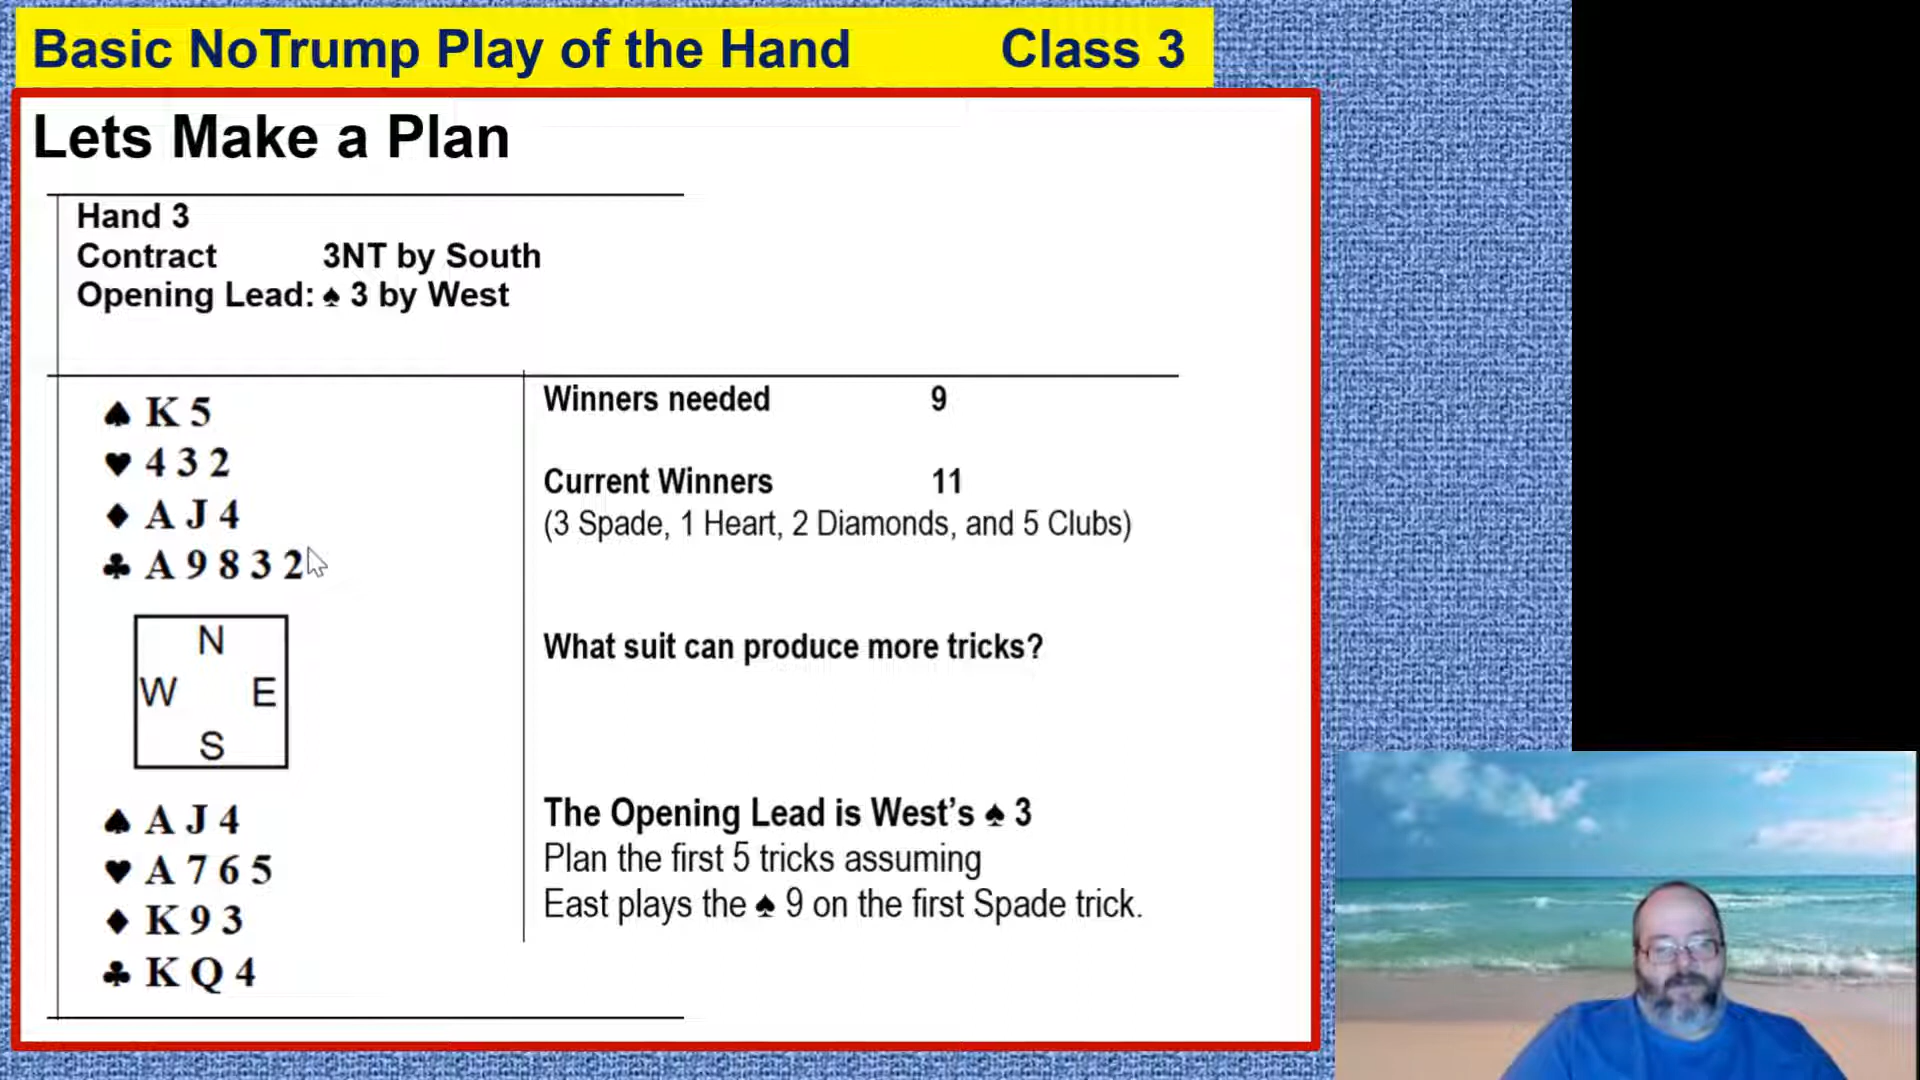 Basic NoTrump Play of the Hand Class 3
Lets Make a Plan
Hand 3
Contract 3NT by South
Opening Lead: ♠ 3 by West
♠ K 5
♥ 4 3 2
♦ A J 4
♣ A 9 8 3 2
N
W E
S
♠ A J 4
♥ A 7 6 5
♦ K 9 3
♣ K Q 4
Winners needed 9
Current Winners 11
(3 Spade, 1 Heart, 2 Diamonds, and 5 Clubs)
What suit can produce more tricks?
The Opening Lead is West's ♠ 3
Plan the first 5 tricks assuming
East plays the ♠ 9 on the first Spade trick.